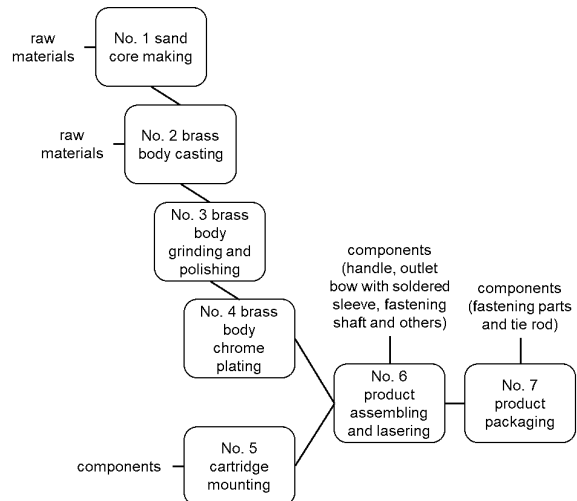 raw
materials
No. 1 sand
core making
raw
materials
No. 2 brass
body casting
No. 3 brass
body
grinding and
polishing
No. 4 brass
body
chrome
plating
components
No. 5
cartridge
mounting
components
(handle, outlet
bow with soldered
sleeve, fastening
shaft and others)
No. 6
product
assembling
and lasering
components
(fastening parts
and tie rod)
No. 7
product
packaging